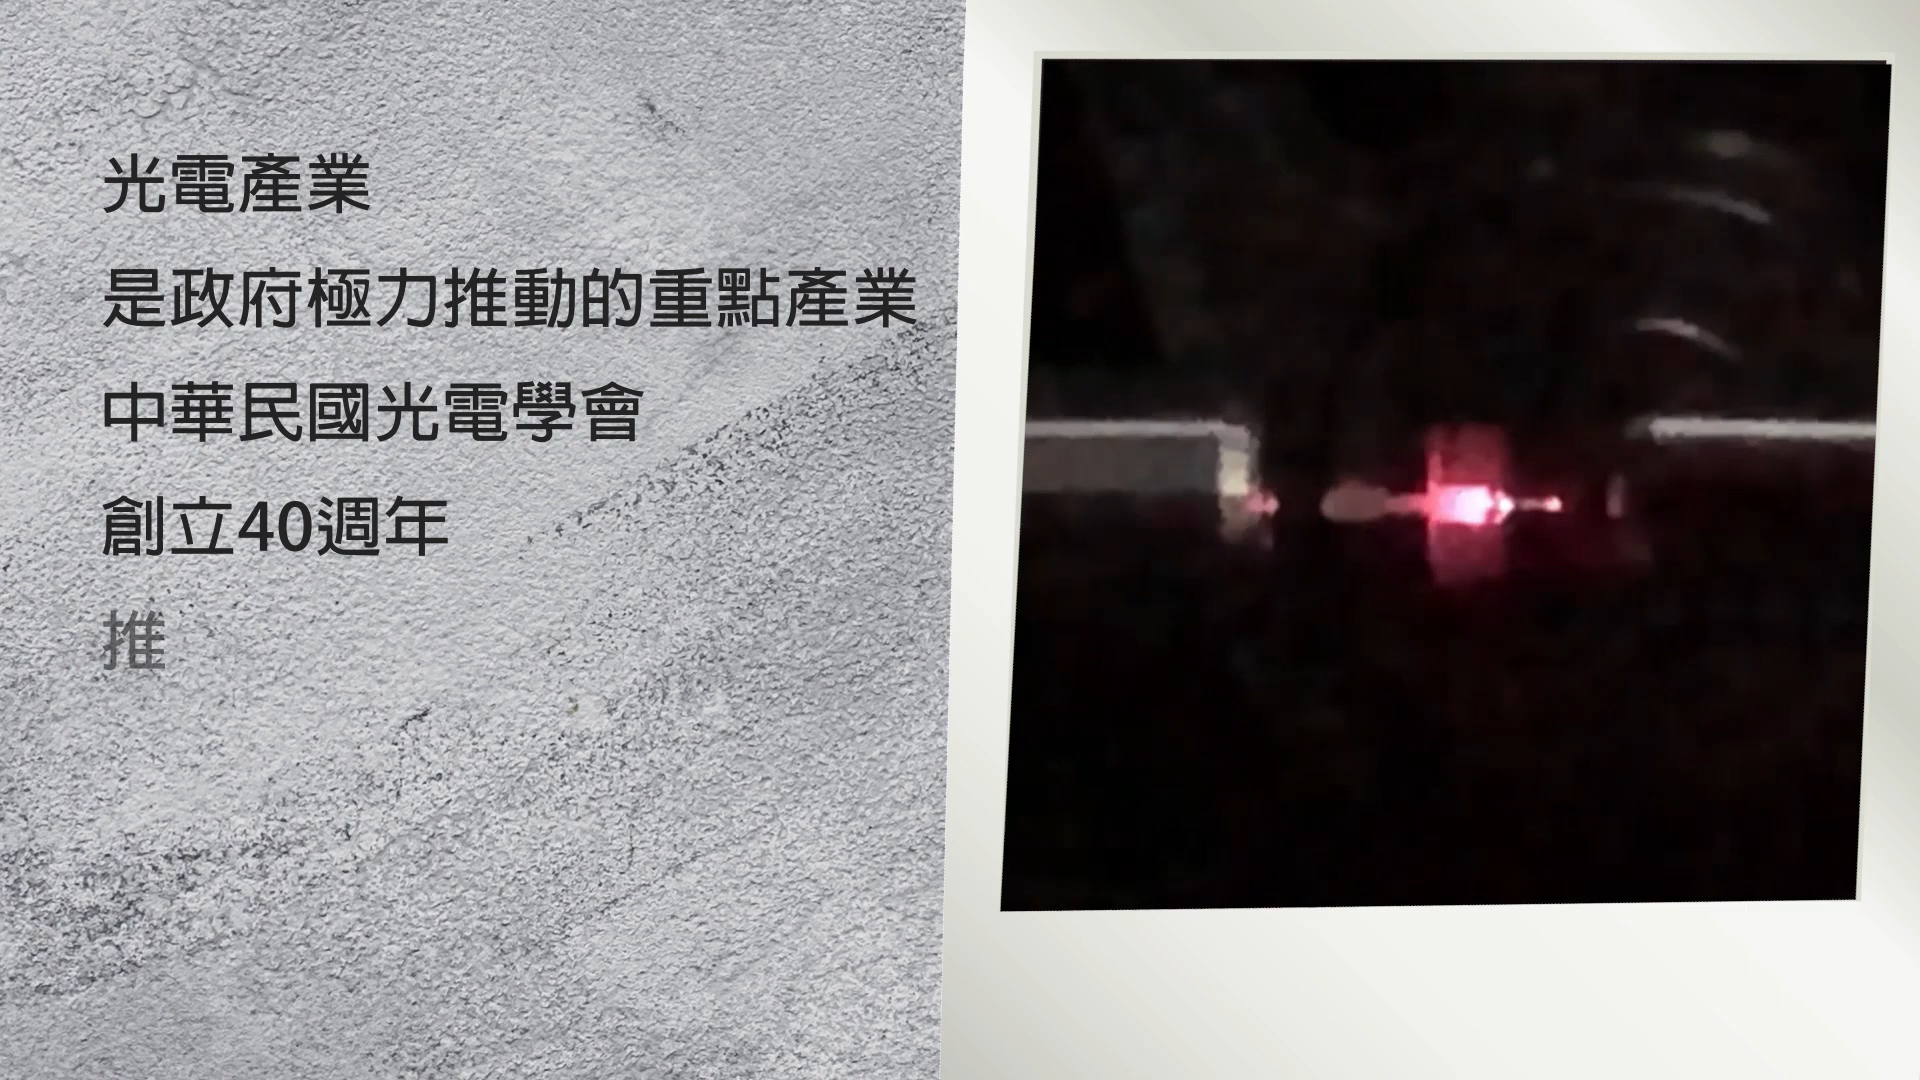 光電產業
是政府極力推動的重點產業
中華民國光電學會
創立40週年
推